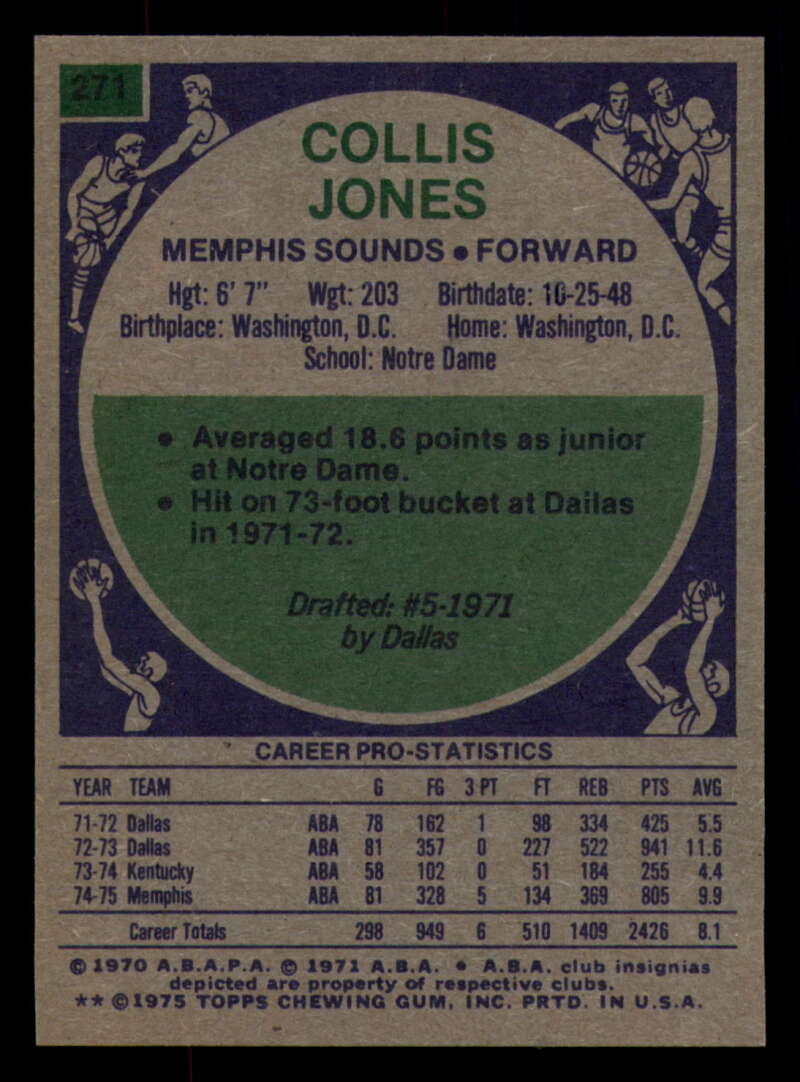 271
COLLIS
JONES
MEMPHIS SOUNDS • FORWARD
Hgt: 6' 7" Wgt: 203 Birthdate: 10-25-48
Birthplace: Washington, D.C. Home: Washington, D.C.
School: Notre Dame
• Averaged 18.6 points as junior
at Notre Dame.
• Hit on 73-foot bucket at Dallas
in 1971-72.
Drafted: #5-1971
by Dallas
CAREER PRO-STATISTICS
YEAR TEAM G FG 3 PT FT REB PTS AVG
71-72 Dallas ABA 78 162 1 98 334 425 5.5
72-73 Dallas ABA 81 357 0 227 522 941 11.6
73-74 Kentucky ABA 58 102 0 51 184 255 4.4
74-75 Memphis ABA 81 328 5 134 369 805 9.9
Career Totals 298 949 6 510 1409 2426 8.1
© 1970 A.B.A.P.A. © 1971 A.B.A. • A.B.A. club insignias
depicted are property of respective clubs.
** ©1975 TOPPS CHEWING GUM, INC. PRTD. IN U.S.A.